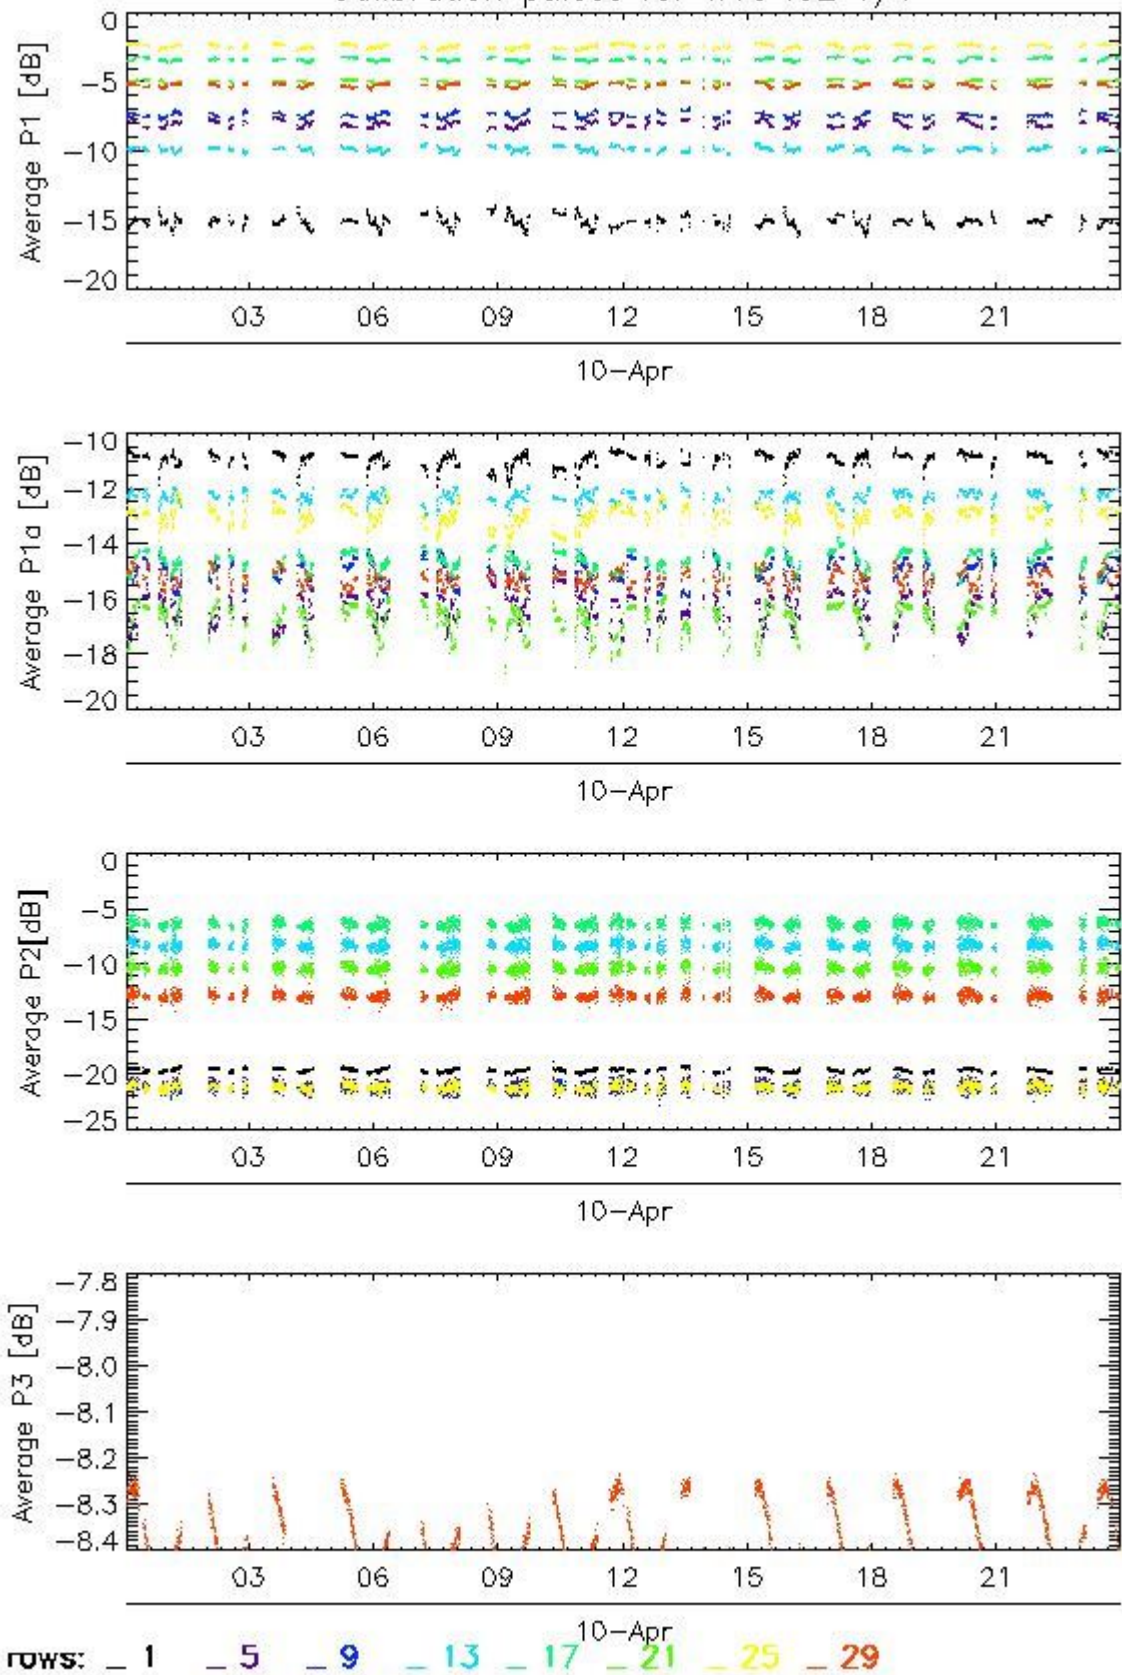 0
−5
−10
−15
−20
Average P1 [dB]
03 06 09 12 15 18 21
10−Apr
−10
−12
−14
−16
−18
−20
Average P1a [dB]
03 06 09 12 15 18 21
10−Apr
0
−5
−10
−15
−20
−25
Average P2[dB]
03 06 09 12 15 18 21
10−Apr
−7.8
−7.9
−8.0
−8.1
−8.2
−8.3
−8.4
Average P3 [dB]
03 06 09 12 15 18 21
10−Apr
rows: _ 1 _ 5 _ 9 _ 13 _ 17 _ 21 _ 25 _ 29